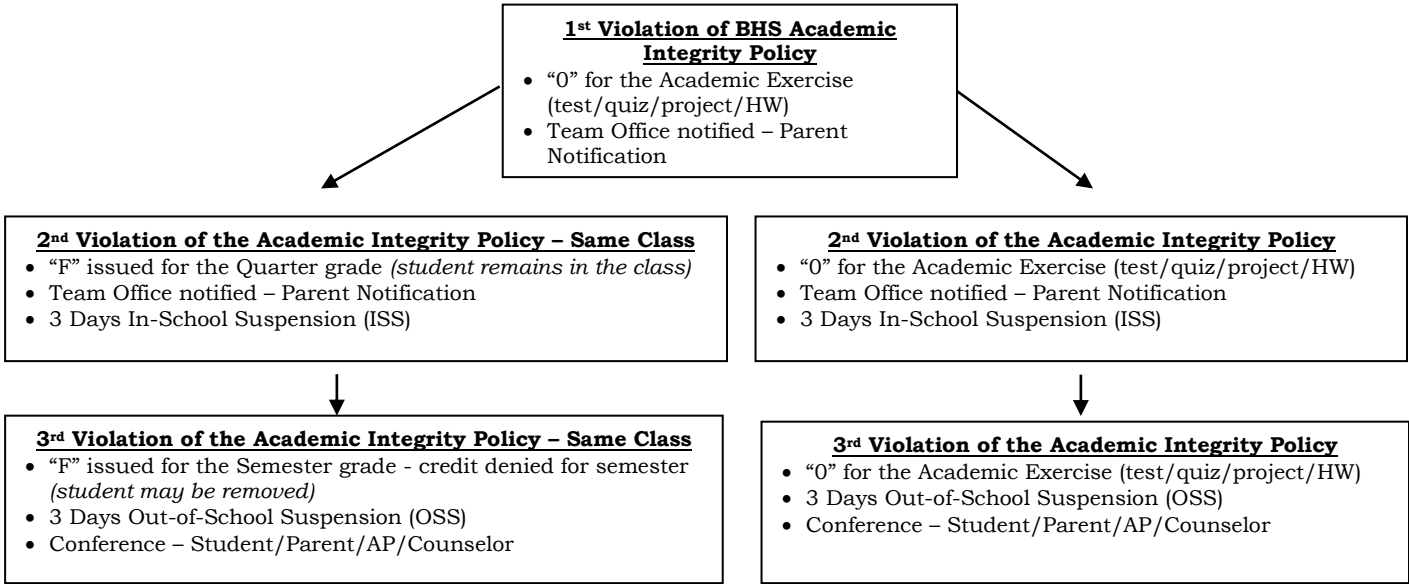 1st Violation of BHS Academic
Integrity Policy
• “0” for the Academic Exercise
(test/quiz/project/HW)
• Team Office notified – Parent
Notification
2nd Violation of the Academic Integrity Policy – Same Class
• “F” issued for the Quarter grade (student remains in the class)
• Team Office notified – Parent Notification
• 3 Days In-School Suspension (ISS)
2nd Violation of the Academic Integrity Policy
• “0” for the Academic Exercise (test/quiz/project/HW)
• Team Office notified – Parent Notification
• 3 Days In-School Suspension (ISS)
3rd Violation of the Academic Integrity Policy – Same Class
• “F” issued for the Semester grade - credit denied for semester
(student may be removed)
• 3 Days Out-of-School Suspension (OSS)
• Conference – Student/Parent/AP/Counselor
3rd Violation of the Academic Integrity Policy
• “0” for the Academic Exercise (test/quiz/project/HW)
• 3 Days Out-of-School Suspension (OSS)
• Conference – Student/Parent/AP/Counselor